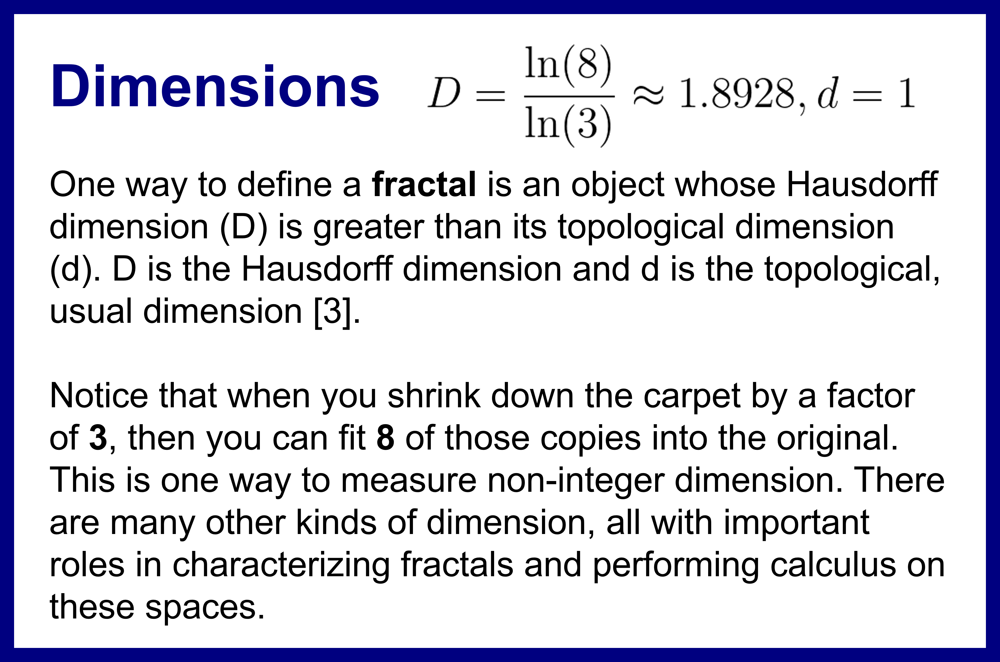 Dimensions D = ln(8)/ln(3) ≈ 1.8928, d = 1
One way to define a fractal is an object whose Hausdorff
dimension (D) is greater than its topological dimension
(d). D is the Hausdorff dimension and d is the topological,
usual dimension [3].
Notice that when you shrink down the carpet by a factor
of 3, then you can fit 8 of those copies into the original.
This is one way to measure non-integer dimension. There
are many other kinds of dimension, all with important
roles in characterizing fractals and performing calculus on
these spaces.